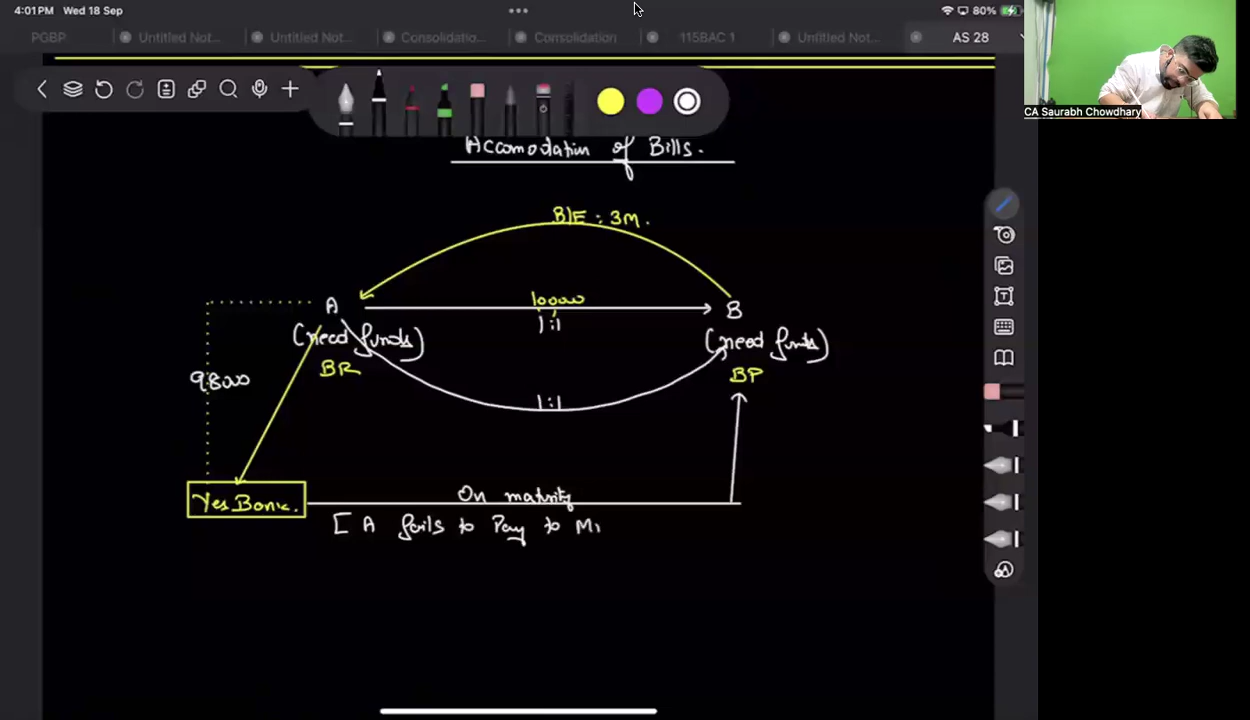 4:01 PM Wed 18 Sep
80%
PGBP
Untitled Not...
Untitled Not...
Consolidatio...
Consolidation
115BAC 1
Untitled Not...
AS 28
CA Saurabh Chowdhary
Accomodation of Bills.
B/E : 3M.
A
10000
B
1:1
(need funds)
(need funds)
BR
BP
98000
1:1
Yes Bank.
On maturity
[ A fails to Pay to M